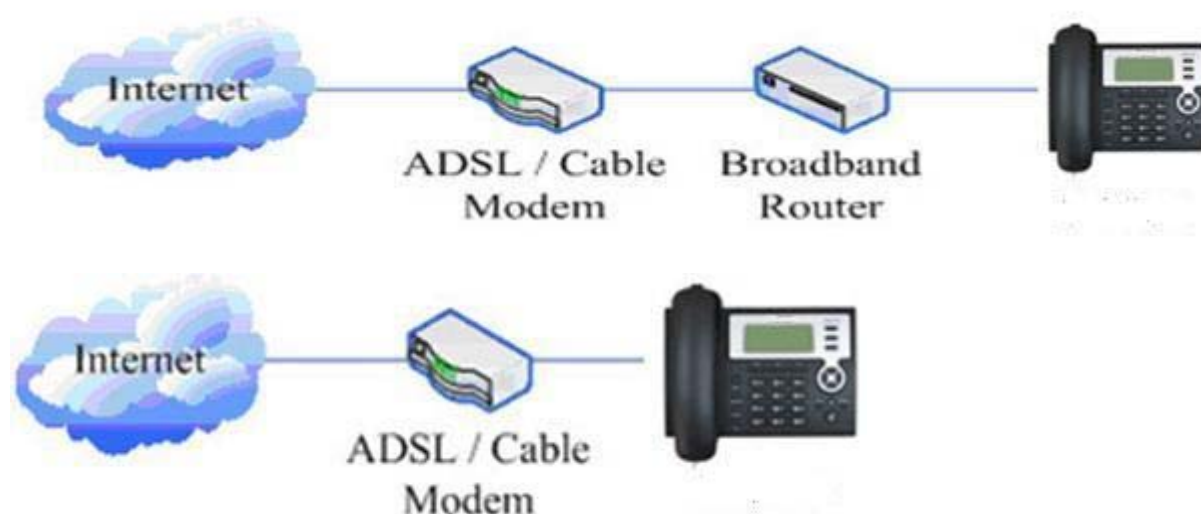 Internet
ADSL / Cable
Modem
Broadband
Router
Internet
ADSL / Cable
Modem